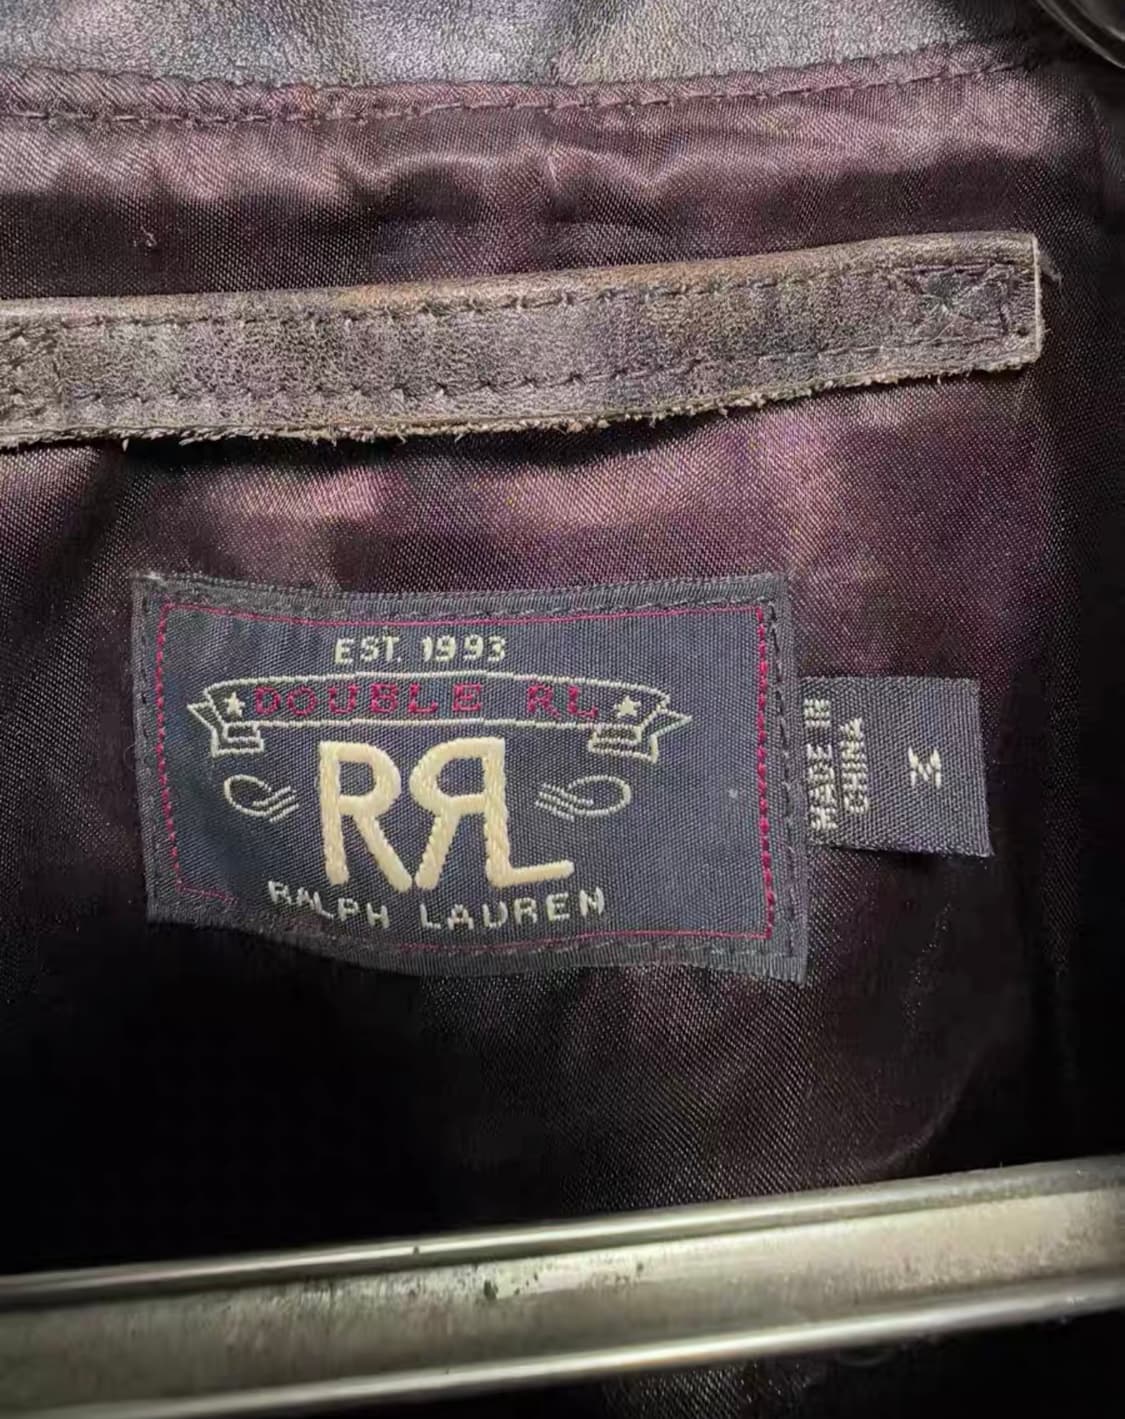 EST. 1993
DOUBLE RL
RRL
RALPH LAUREN
MADE IN
CHINA
M